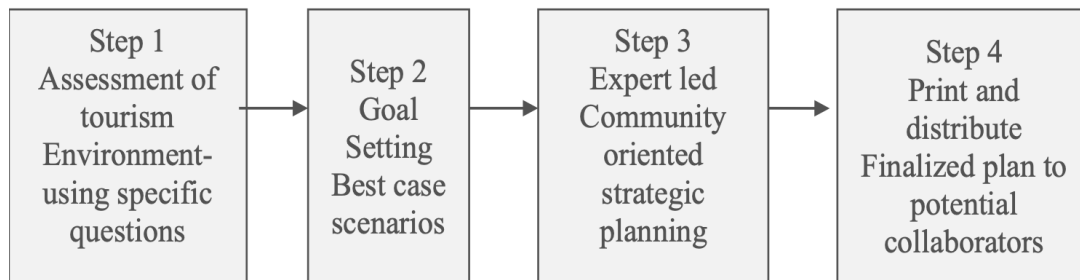 Step 1
Assessment of
tourism
Environment-
using specific
questions
Step 2
Goal
Setting
Best case
scenarios
Step 3
Expert led
Community
oriented
strategic
planning
Step 4
Print and
distribute
Finalized plan to
potential
collaborators